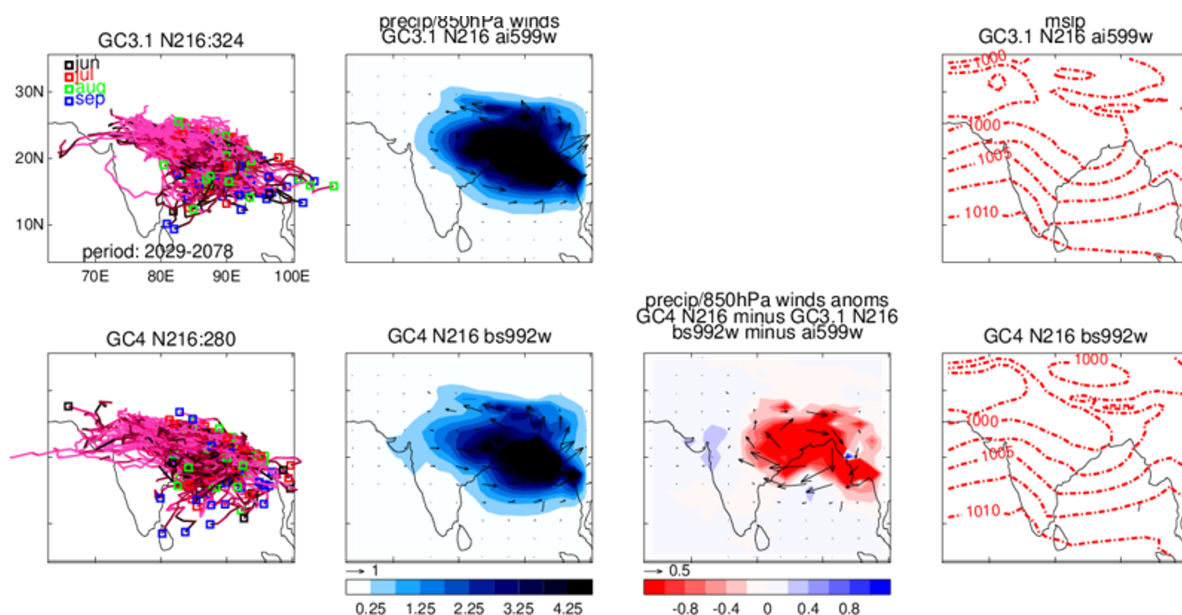 precip/850hPa winds
mslp
GC3.1 N216:324
GC3.1 N216 ai599w
GC3.1 N216 ai599w
jun
jul
aug
sep
30N
20N
10N
period: 2029-2078
70E 80E 90E 100E
1000
1000
1005
1010
precip/850hPa winds anoms
GC4 N216 minus GC3.1 N216
bs992w minus ai599w
GC4 N216:280
GC4 N216 bs992w
GC4 N216 bs992w
1000
1000
1005
1010
1
0.5
0.25 1.25 2.25 3.25 4.25
-0.8 -0.4 0 0.4 0.8